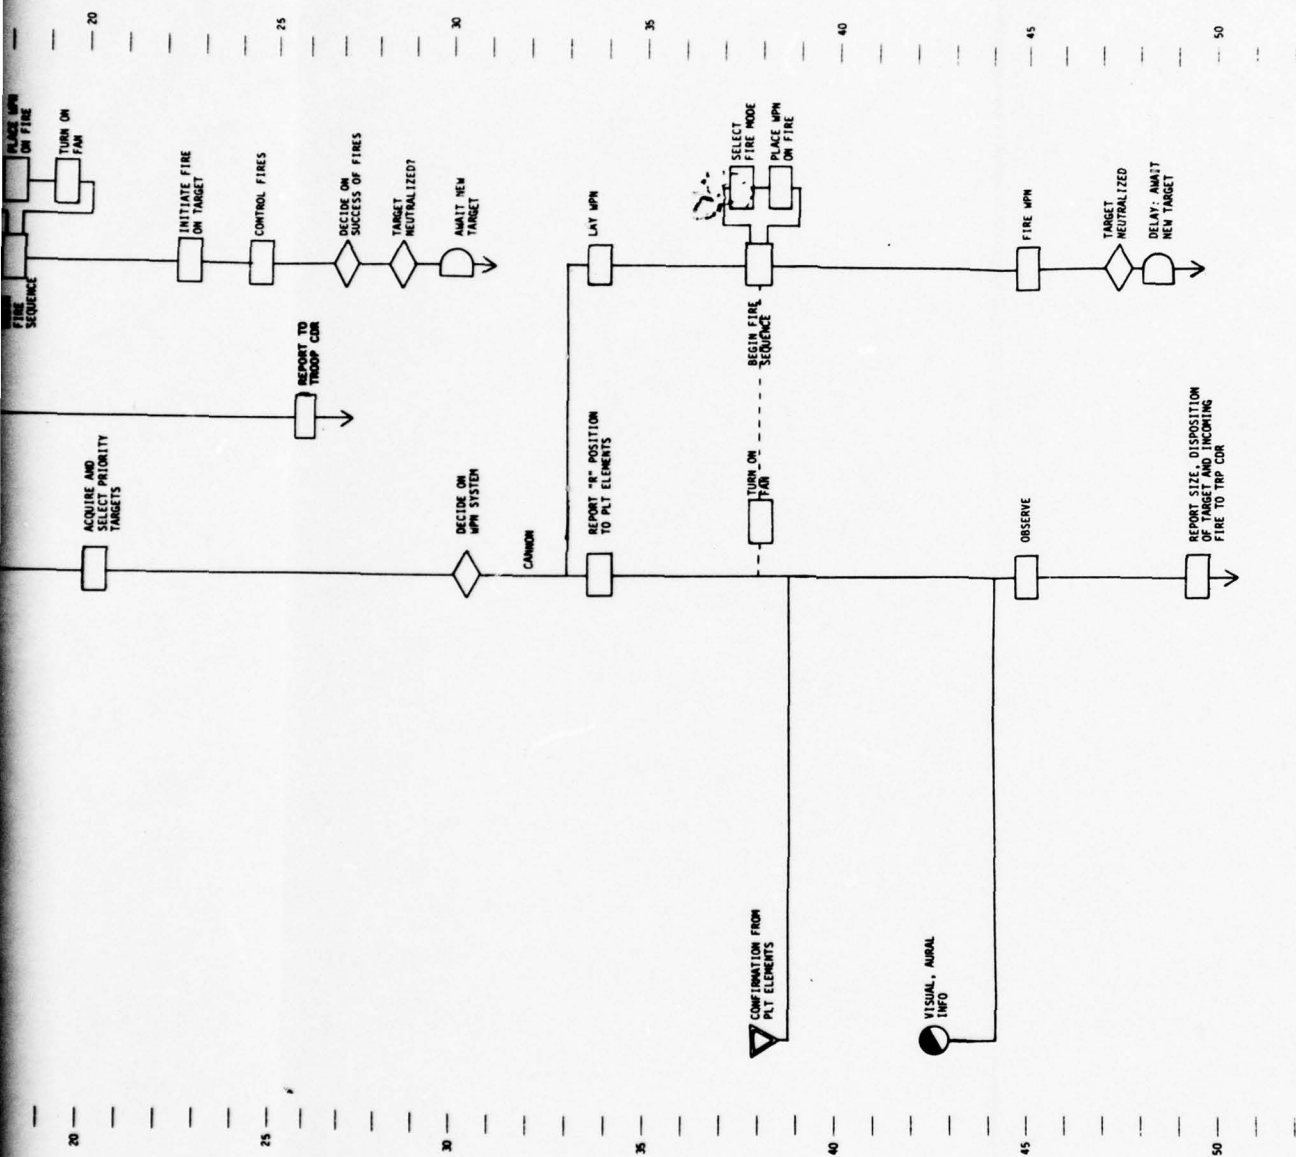 20
25
30
35
40
45
50
PLACE WPN
ON FIRE
TURN ON
FAN
FIRE
SEQUENCE
INITIATE FIRE
ON TARGET
CONTROL FIRES
DECIDE ON
SUCCESS OF FIRES
TARGET
NEUTRALIZED?
AWAIT NEW
TARGET
LAY WPN
SELECT
FIRE MODE
PLACE WPN
ON FIRE
BEGIN FIRE
SEQUENCE
FIRE WPN
TARGET
NEUTRALIZED
DELAY: AWAIT
NEW TARGET
REPORT TO
TROOP CDR
ACQUIRE AND
SELECT PRIORITY
TARGETS
DECIDE ON
WPN SYSTEM
CANNON
REPORT "R" POSITION
TO PLT ELEMENTS
TURN ON
FAN
OBSERVE
REPORT SIZE, DISPOSITION
OF TARGET AND INCOMING
FIRE TO TRP CDR
CONFIRMATION FROM
PLT ELEMENTS
VISUAL, AURAL
INFO
20
25
30
35
40
45
50